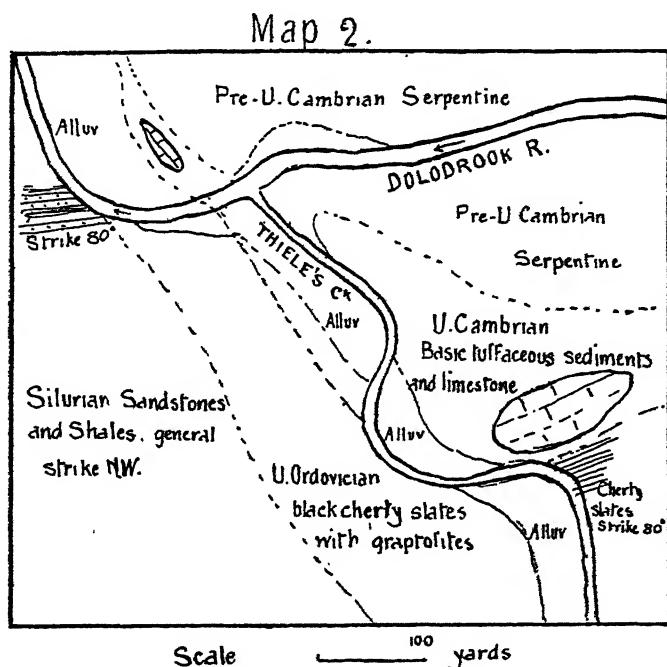 Map 2.
Pre-U. Cambrian Serpentine
Alluv
DOLODROOK R.
Strike 80°
Pre-U Cambrian
Serpentine
THIELE'S CK
Alluv
U. Cambrian
Basic tuffaceous sediments
and limestone
Silurian Sandstones
and Shales. general
strike NW.
Alluv
U. Ordovician
black cherty slates
with graptolites
Cherty
slates
Strike 80°
Alluv
Scale 100 yards